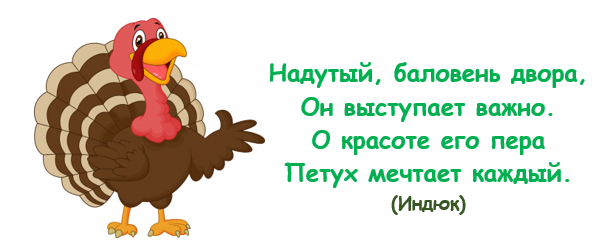 Надутый, баловень двора,
Он выступает важно.
О красоте его пера
Петух мечтает каждый.
(Индюк)